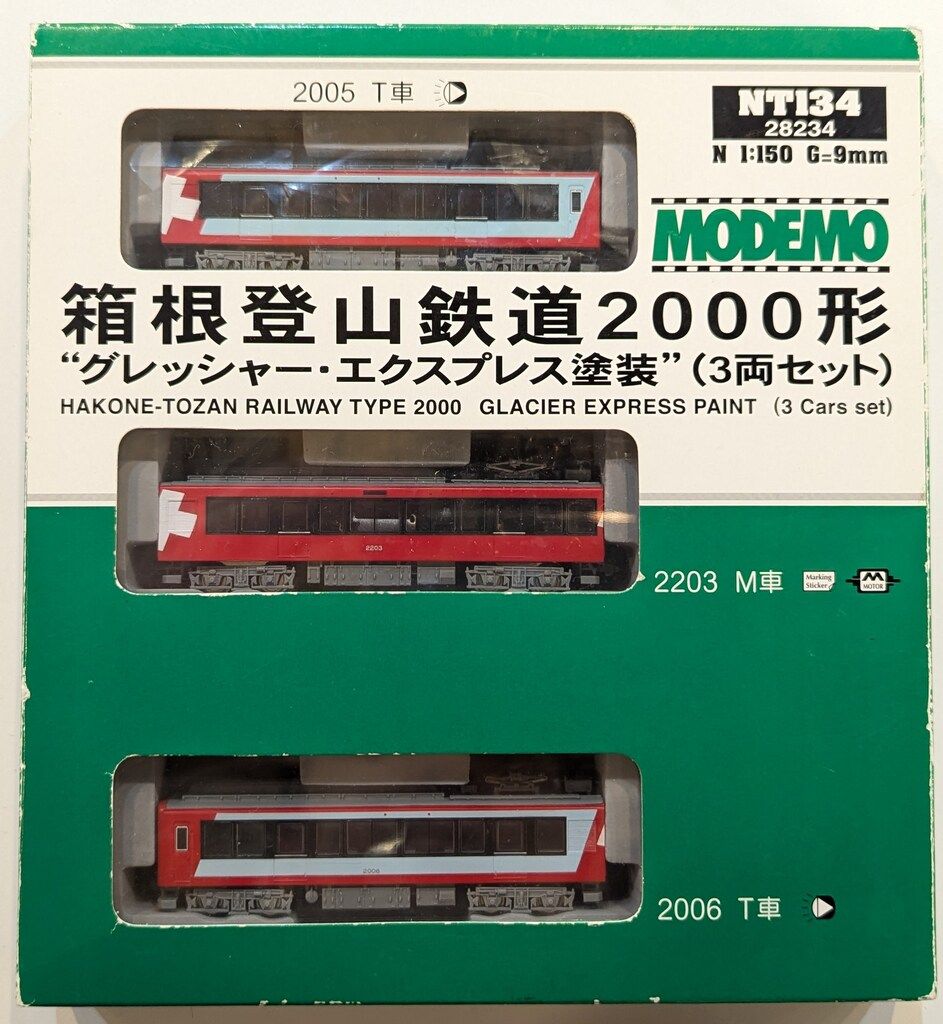 2005 T車
NT134
28234
N 1:150 G=9mm
MODEMO
箱根登山鉄道2000形
“グレッシャー・エクスプレス塗装”(3両セット)
HAKONE-TOZAN RAILWAY TYPE 2000 GLACIER EXPRESS PAINT (3 Cars set)
2203
2203 M車
Marking
Sticker
M
MOTOR
2006
2006 T車